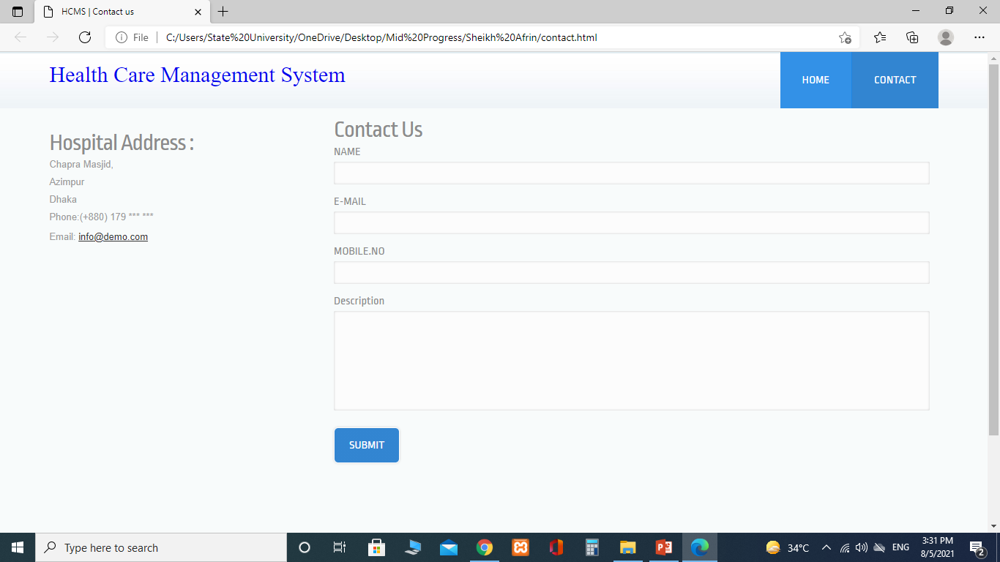 HCMS | Contact us
File
C:/Users/State%20University/OneDrive/Desktop/Mid%20Progress/Sheikh%20Afrin/contact.html
Health Care Management System
HOME
CONTACT
Hospital Address :
Chapra Masjid,
Azimpur
Dhaka
Phone:(+880) 179 *** ***
Email: info@demo.com
Contact Us
NAME
E-MAIL
MOBILE.NO
Description
SUBMIT
Type here to search
34°C
ENG
3:31 PM
8/5/2021
2